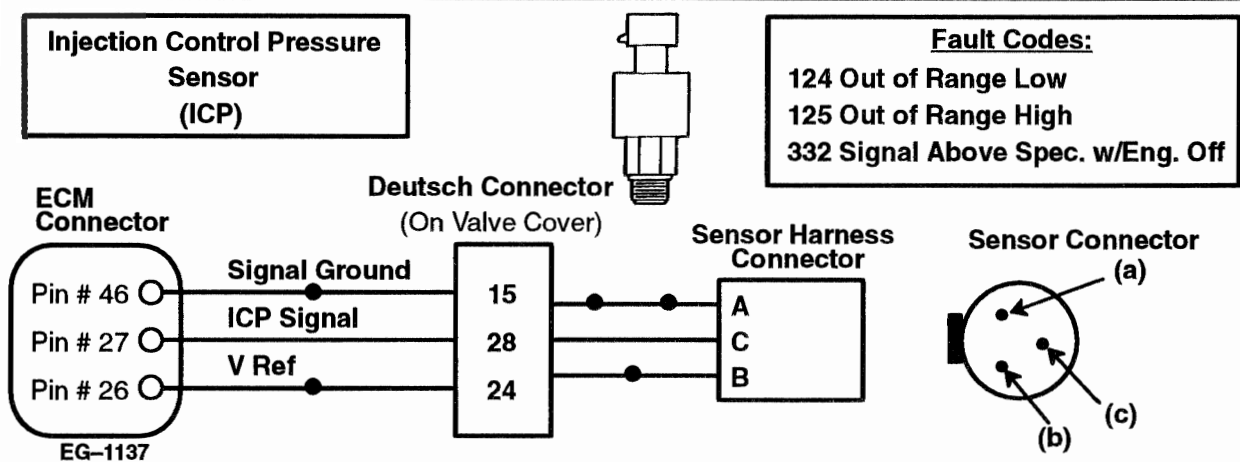 Injection Control Pressure
Sensor
(ICP)
Fault Codes:
124 Out of Range Low
125 Out of Range High
332 Signal Above Spec. w/Eng. Off
ECM
Connector
Deutsch Connector
(On Valve Cover)
Sensor Harness
Connector
Sensor Connector
Pin # 46
Signal Ground
15
A
Pin # 27
ICP Signal
28
C
Pin # 26
V Ref
24
B
(a)
(c)
(b)
EG–1137